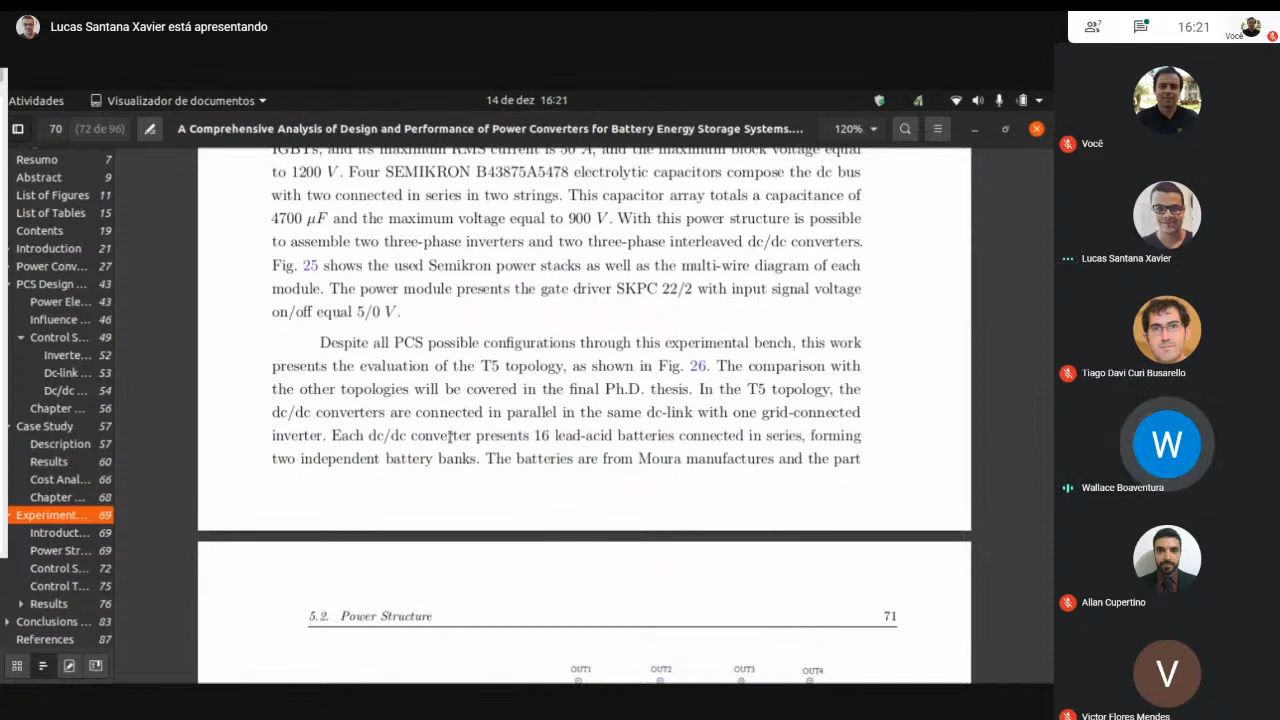 Lucas Santana Xavier está apresentando
7
16:21
Você
Atividades
Visualizador de documentos
14 de dez 16:21
70
(72 de 96)
A Comprehensive Analysis of Design and Performance of Power Converters for Battery Energy Storage Systems....
120%
Resumo 7
Abstract 9
List of Figures 11
List of Tables 15
Contents 19
Introduction 21
Power Conv... 27
PCS Design ... 43
Power Ele... 43
Influence ... 46
Control S... 49
Inverte... 52
Dc-link ... 53
Dc/dc ... 54
Chapter ... 56
Case Study 57
Description 57
Results 60
Cost Anal... 66
Chapter ... 68
Experiment... 69
Introduct... 69
Power Str... 69
Control S... 72
Control T... 75
Results 76
Conclusions ... 83
References 87
IGBTs, and its maximum RMS current is 50 A, and the maximum block voltage equal
to 1200 V. Four SEMIKRON B43875A5478 electrolytic capacitors compose the dc bus
with two connected in series in two strings. This capacitor array totals a capacitance of
4700 μF and the maximum voltage equal to 900 V. With this power structure is possible
to assemble two three-phase inverters and two three-phase interleaved dc/dc converters.
Fig. 25 shows the used Semikron power stacks as well as the multi-wire diagram of each
module. The power module presents the gate driver SKPC 22/2 with input signal voltage
on/off equal 5/0 V.
Despite all PCS possible configurations through this experimental bench, this work
presents the evaluation of the T5 topology, as shown in Fig. 26. The comparison with
the other topologies will be covered in the final Ph.D. thesis. In the T5 topology, the
dc/dc converters are connected in parallel in the same dc-link with one grid-connected
inverter. Each dc/dc converter presents 16 lead-acid batteries connected in series, forming
two independent battery banks. The batteries are from Moura manufactures and the part
5.2. Power Structure 71
OUT1 OUT2 OUT3 OUT4
Você
Lucas Santana Xavier
Tiago Davi Curi Busarello
W
Wallace Boaventura
Allan Cupertino
V
Victor Flores Mendes